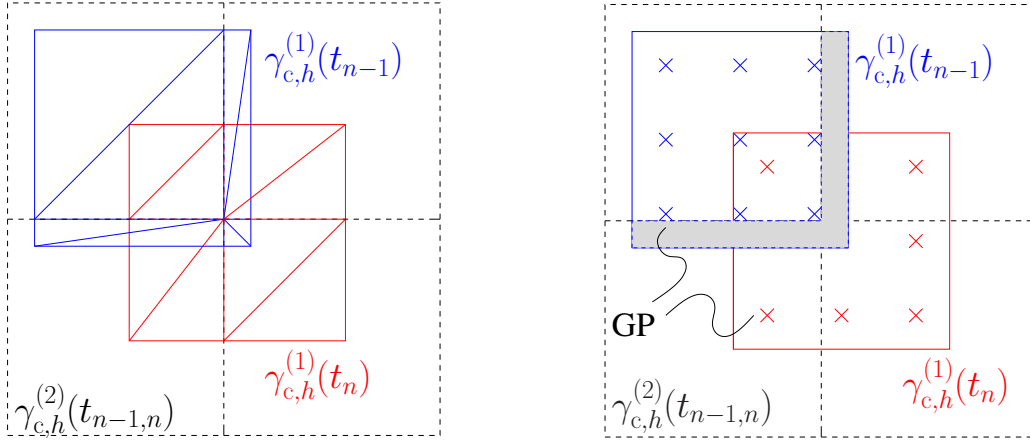 γ_{c,h}^{(1)}(t_{n−1})
γ_{c,h}^{(1)}(t_n)
γ_{c,h}^{(2)}(t_{n−1,n})
γ_{c,h}^{(1)}(t_{n−1})
GP
γ_{c,h}^{(1)}(t_n)
γ_{c,h}^{(2)}(t_{n−1,n})